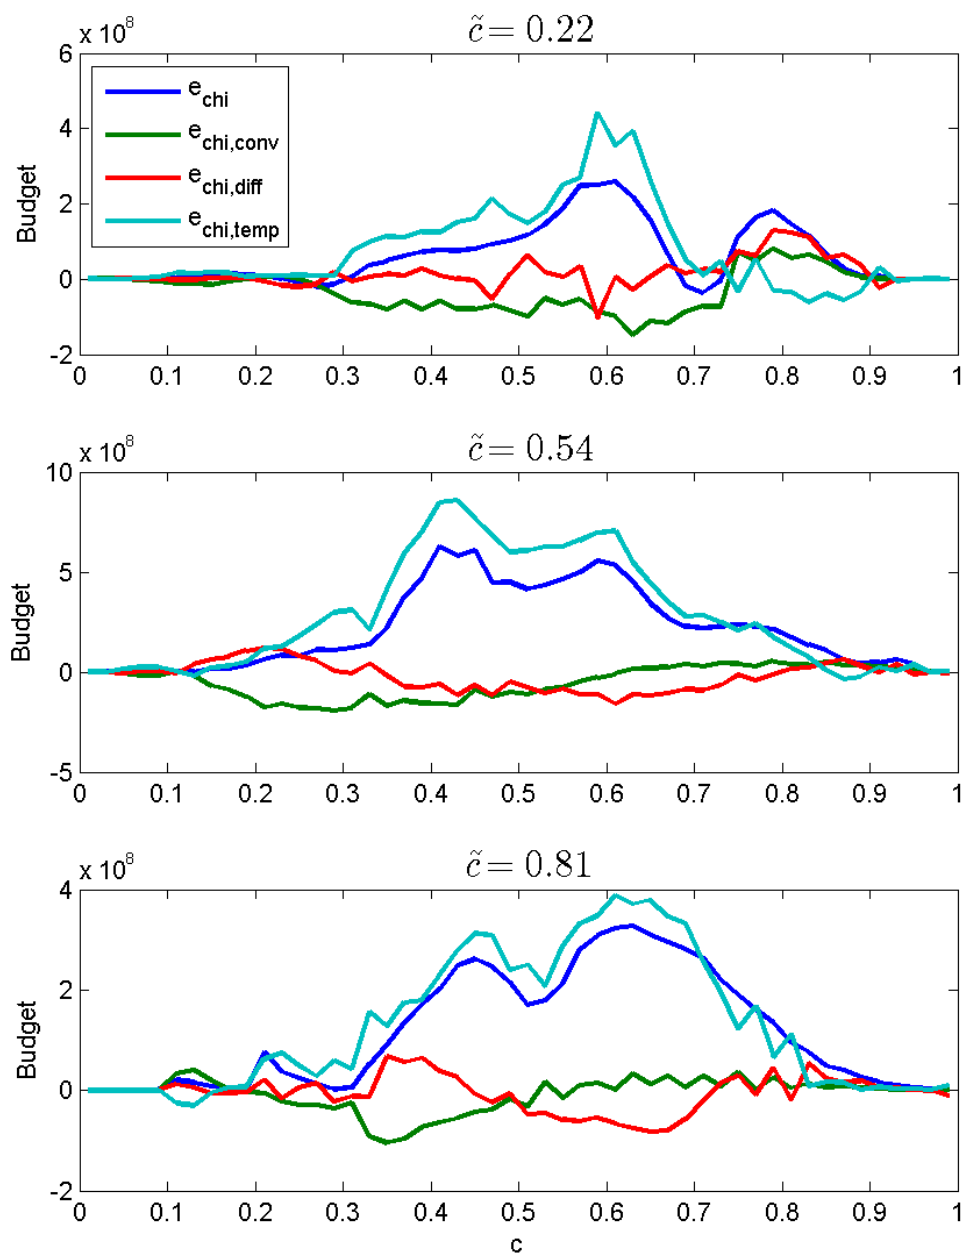 x 10^8
c̃ = 0.22
6
4
2
0
-2
Budget
e_chi
e_chi,conv
e_chi,diff
e_chi,temp
0 0.1 0.2 0.3 0.4 0.5 0.6 0.7 0.8 0.9 1
x 10^8
c̃ = 0.54
10
5
0
-5
Budget
0 0.1 0.2 0.3 0.4 0.5 0.6 0.7 0.8 0.9 1
x 10^8
c̃ = 0.81
4
2
0
-2
Budget
0 0.1 0.2 0.3 0.4 0.5 0.6 0.7 0.8 0.9 1
c